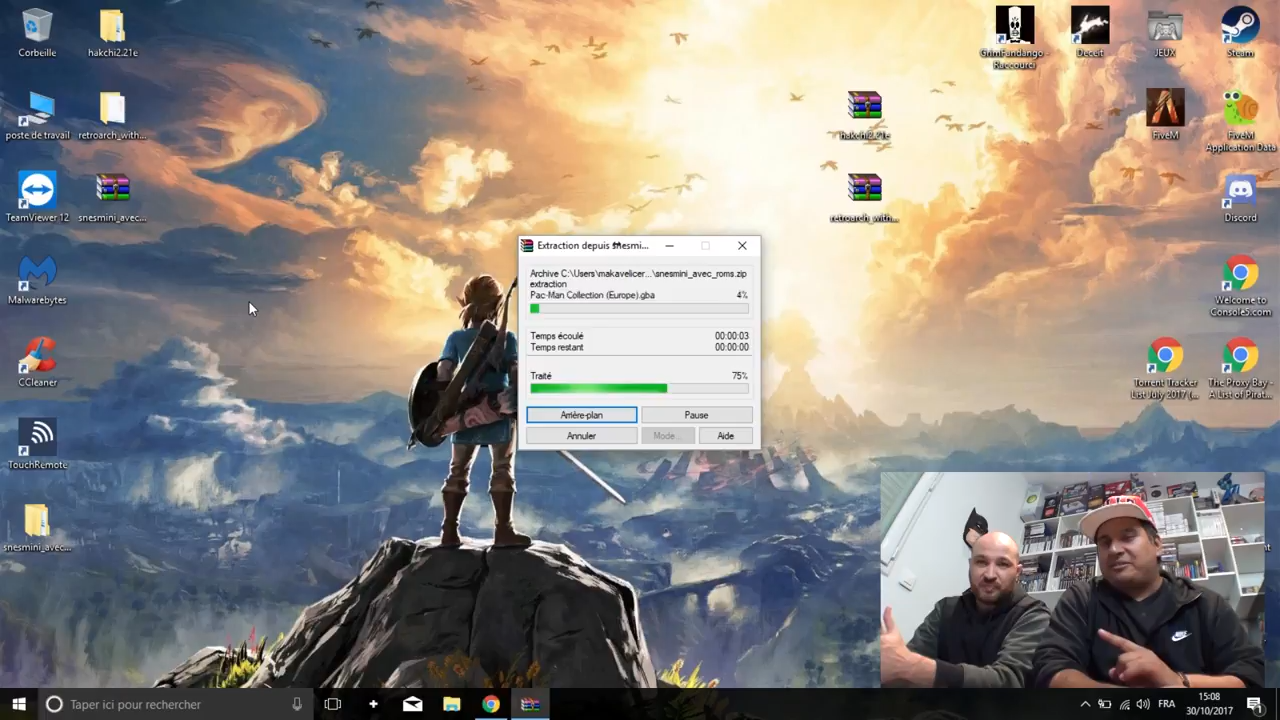 Corbeille
hakchi2.21e
poste de travail
retroarch_with...
TeamViewer 12
snesmini_avec...
Malwarebytes
CCleaner
TouchRemote
snesmini_avec...
GrimFandango -
Raccourci
Deceit
JEUX
Steam
hakchi2.21e
FiveM
FiveM
Application Data
retroarch_with...
Discord
Welcome to
Console5.com
Torrent Tracker
List July 2017 (...
The Proxy Bay -
A List of Pirat...
Extraction depuis snesmi...
Archive C:\Users\makavelicer...\snesmini_avec_roms.zip
extraction
Pac-Man Collection (Europe).gba 4%
Temps écoulé 00:00:03
Temps restant 00:00:00
Traité 75%
Arrière-plan Pause
Annuler Mode... Aide
Taper ici pour rechercher
FRA
15:08
30/10/2017